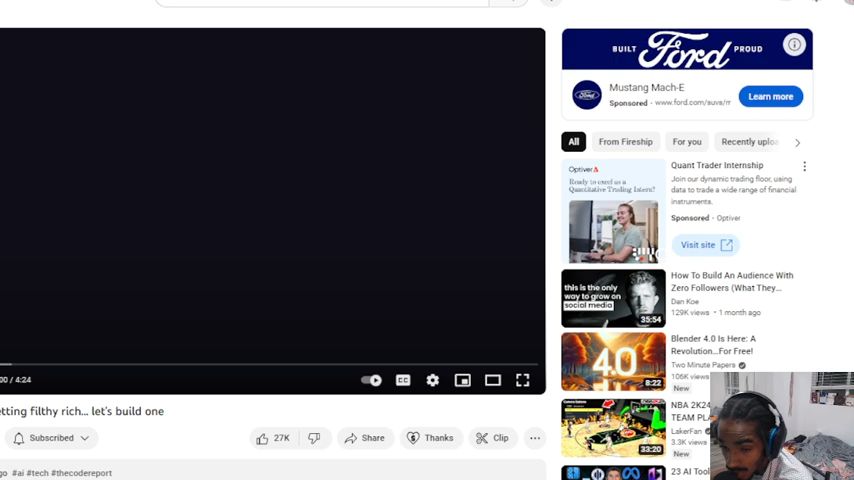 BUILT Ford PROUD
Ford
Mustang Mach-E
Sponsored · www.ford.com/suvs/m
Learn more
All
From Fireship
For you
Recently uploa
Optiver
Ready to excel as a
Quantitative Trading Intern?
Quant Trader Internship
Join our dynamic trading floor, using
data to trade a wide range of financial
instruments.
Sponsored · Optiver
Visit site
this is the only
way to grow on
social media
35:54
How To Build An Audience With
Zero Followers (What They...
Dan Koe
129K views • 1 month ago
4.0
8:22
Blender 4.0 Is Here: A
Revolution...For Free!
Two Minute Papers
106K views
New
33:20
NBA 2K24
TEAM PL
LakerFan
3.3K view
New
23 AI Tool
:00 / 4:24
CC
etting filthy rich... let's build one
Subscribed
27K
Share
Thanks
Clip
go #ai #tech #thecodereport